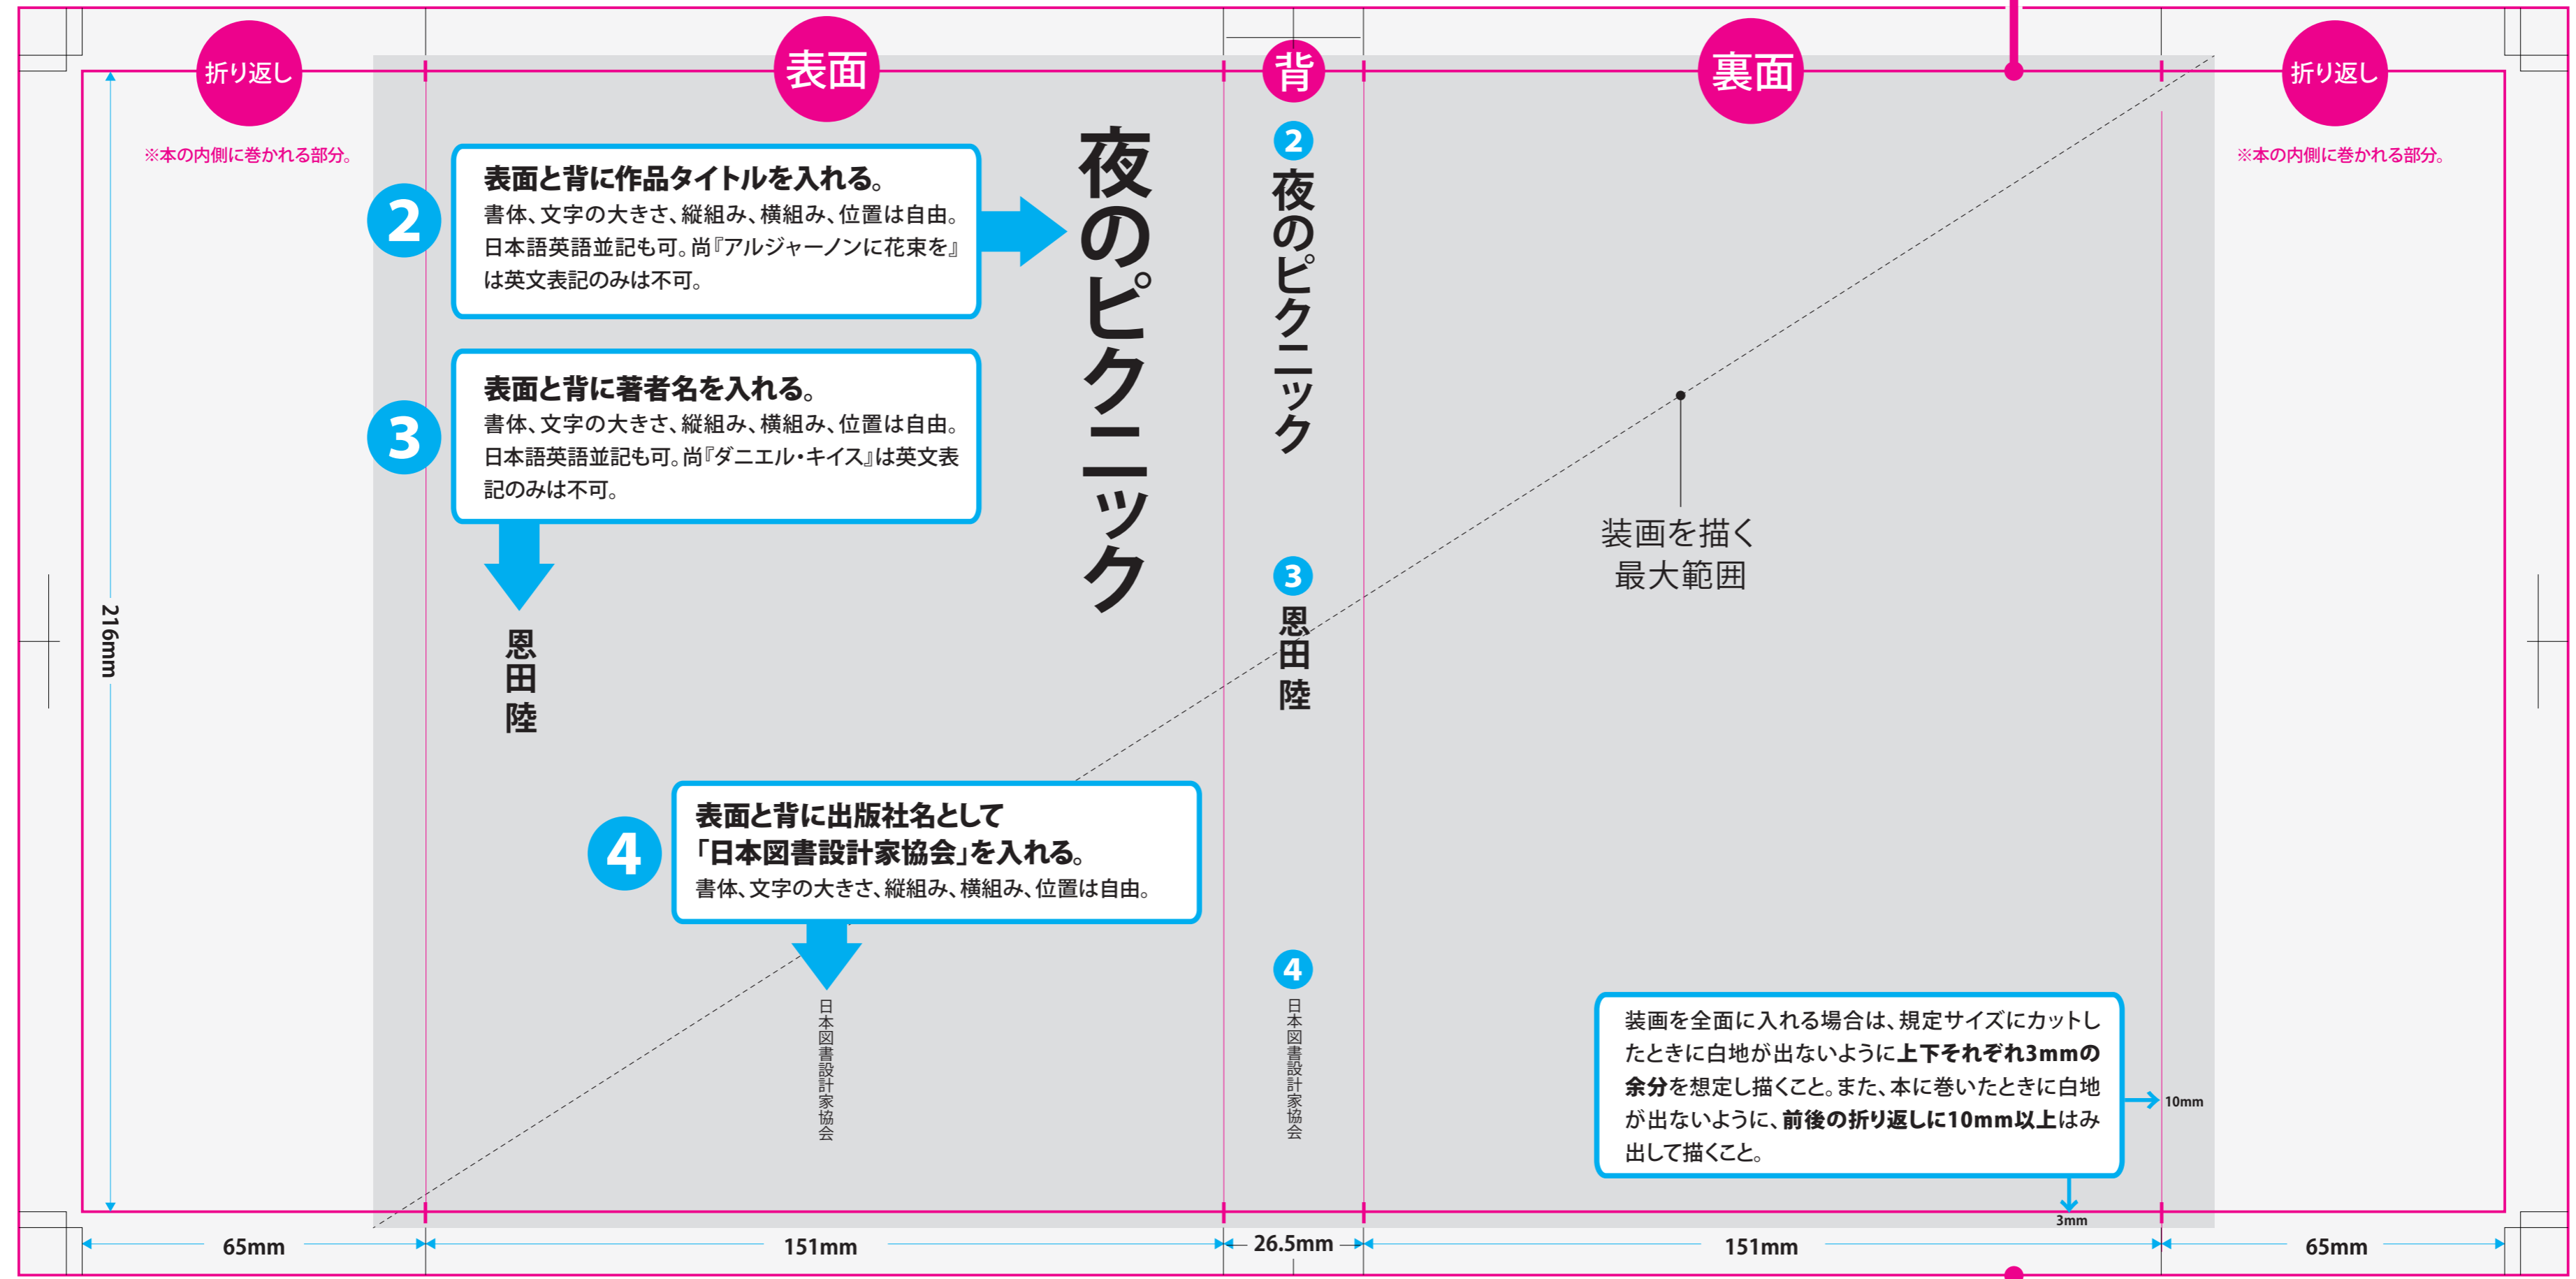 折り返し
※本の内側に巻かれる部分。
表面
背
裏面
折り返し
※本の内側に巻かれる部分。
2
表面と背に作品タイトルを入れる。
書体、文字の大きさ、縦組み、横組み、位置は自由。
日本語英語並記も可。尚『アルジャーノンに花束を』
は英文表記のみは不可。
夜のピクニック
3
表面と背に著者名を入れる。
書体、文字の大きさ、縦組み、横組み、位置は自由。
日本語英語並記も可。尚『ダニエル・キイス』は英文表
記のみは不可。
恩田 陸
4
表面と背に出版社名として
「日本図書設計家協会」を入れる。
書体、文字の大きさ、縦組み、横組み、位置は自由。
日本図書設計家協会
2
夜のピクニック
3
恩田 陸
4
日本図書設計家協会
装画を描く
最大範囲
装画を全面に入れる場合は、規定サイズにカットし
たときに白地が出ないように上下それぞれ3mmの
余分を想定し描くこと。また、本に巻いたときに白地
が出ないように、前後の折り返しに10mm以上はみ
出して描くこと。
10mm
3mm
216mm
65mm
151mm
26.5mm
151mm
65mm